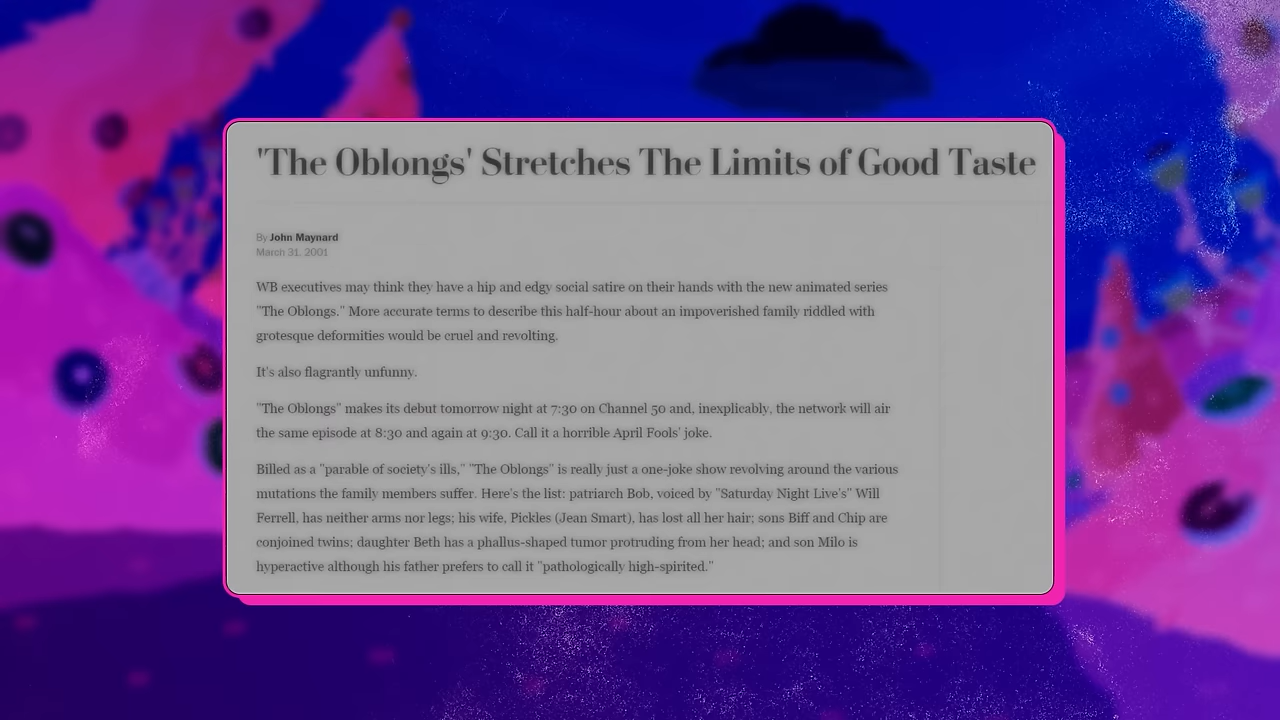 'The Oblongs' Stretches The Limits of Good Taste
By John Maynard
March 31, 2001
WB executives may think they have a hip and edgy social satire on their hands with the new animated series
"The Oblongs." More accurate terms to describe this half-hour about an impoverished family riddled with
grotesque deformities would be cruel and revolting.
It's also flagrantly unfunny.
"The Oblongs" makes its debut tomorrow night at 7:30 on Channel 50 and, inexplicably, the network will air
the same episode at 8:30 and again at 9:30. Call it a horrible April Fools' joke.
Billed as a "parable of society's ills," "The Oblongs" is really just a one-joke show revolving around the various
mutations the family members suffer. Here's the list: patriarch Bob, voiced by "Saturday Night Live's" Will
Ferrell, has neither arms nor legs; his wife, Pickles (Jean Smart), has lost all her hair; sons Biff and Chip are
conjoined twins; daughter Beth has a phallus-shaped tumor protruding from her head; and son Milo is
hyperactive although his father prefers to call it "pathologically high-spirited."